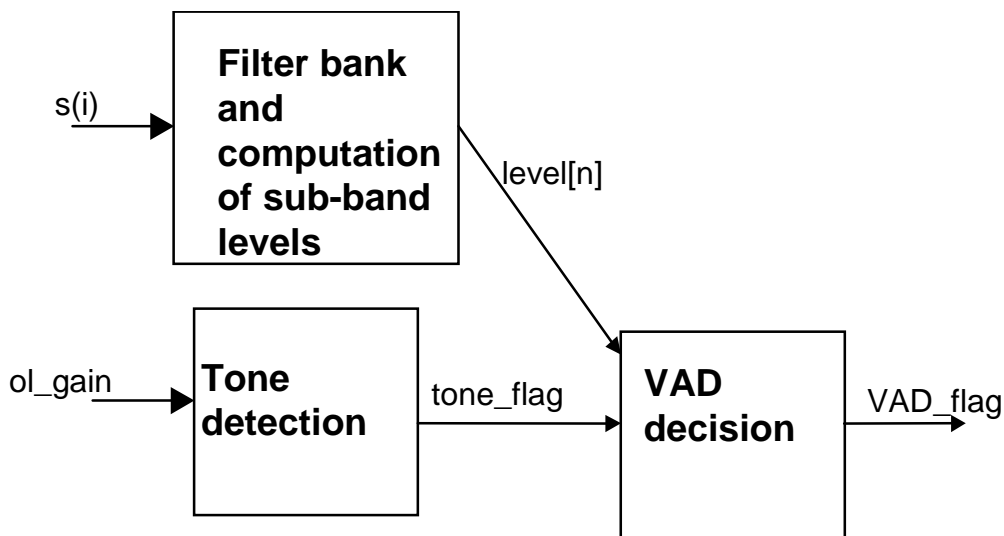 s(i)
Filter bank
and
computation
of sub-band
levels
level[n]
ol_gain
Tone
detection
tone_flag
VAD
decision
VAD_flag